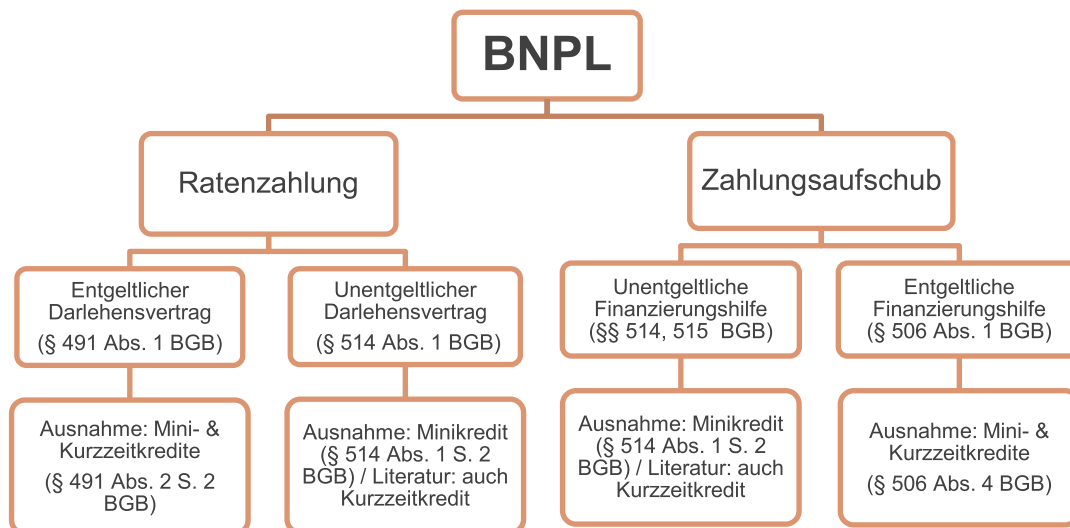 BNPL
Ratenzahlung
Zahlungsaufschub
Entgeltlicher
Darlehensvertrag
(§ 491 Abs. 1 BGB)
Unentgeltlicher
Darlehensvertrag
(§ 514 Abs. 1 BGB)
Unentgeltliche
Finanzierungshilfe
(§§ 514, 515 BGB)
Entgeltliche
Finanzierungshilfe
(§ 506 Abs. 1 BGB)
Ausnahme: Mini- &
Kurzzeitkredite
(§ 491 Abs. 2 S. 2
BGB)
Ausnahme: Minikredit
(§ 514 Abs. 1 S. 2
BGB) / Literatur: auch
Kurzzeitkredit
Ausnahme: Minikredit
(§ 514 Abs. 1 S. 2
BGB) / Literatur: auch
Kurzzeitkredit
Ausnahme: Mini- &
Kurzzeitkredite
(§ 506 Abs. 4 BGB)